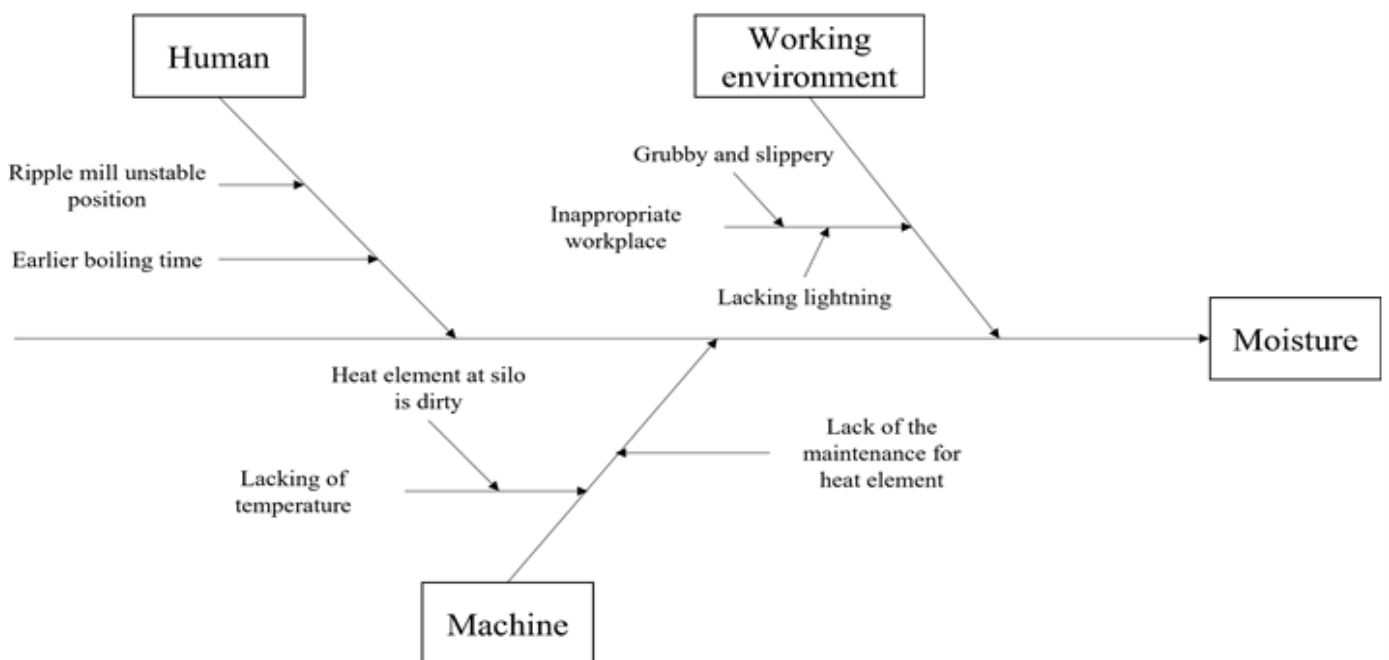 Human
Working
environment
Ripple mill unstable
position
Earlier boiling time
Grubby and slippery
Inappropriate
workplace
Lacking lightning
Moisture
Heat element at silo
is dirty
Lacking of
temperature
Lack of the
maintenance for
heat element
Machine